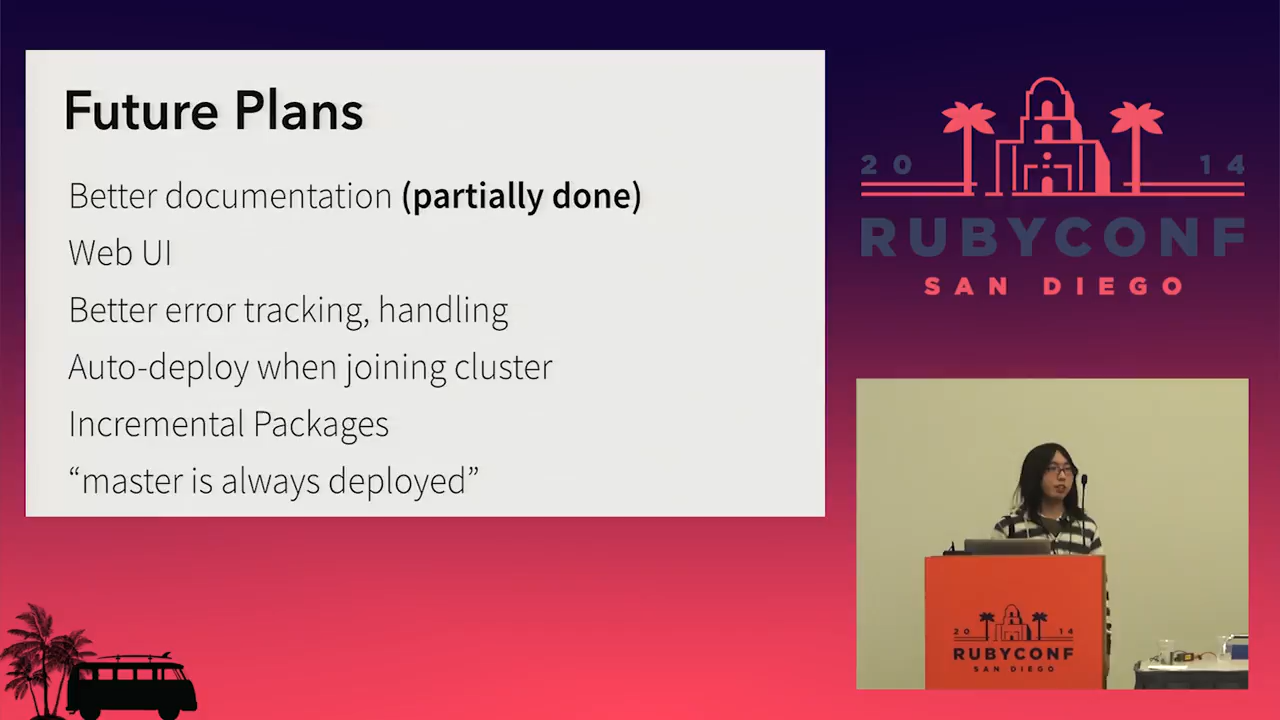 Future Plans
Better documentation (partially done)
Web UI
Better error tracking, handling
Auto-deploy when joining cluster
Incremental Packages
“master is always deployed”
20 14
RUBYCONF
SAN DIEGO
20 14
RUBYCONF
SAN DIEGO